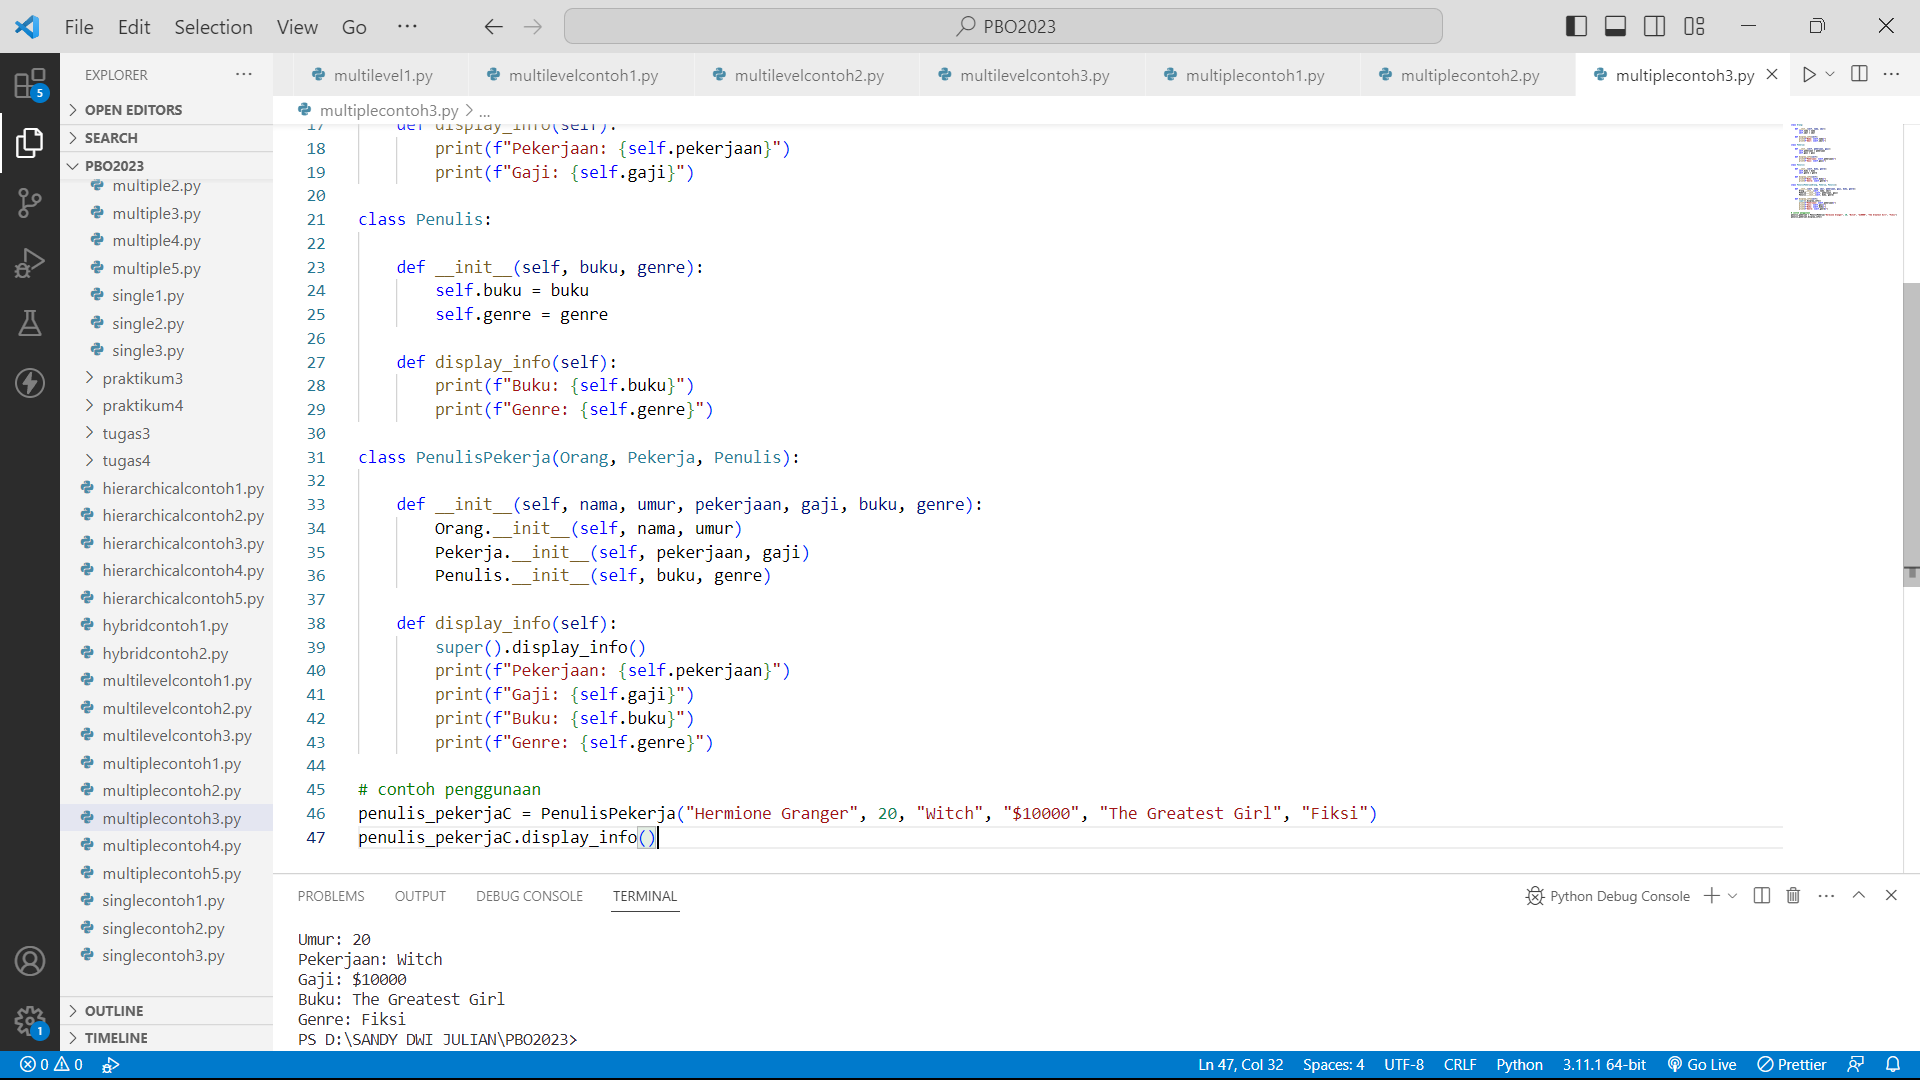 File Edit Selection View Go ···
PBO2023
EXPLORER ···
OPEN EDITORS
SEARCH
PBO2023
multiple2.py
multiple3.py
multiple4.py
multiple5.py
single1.py
single2.py
single3.py
praktikum3
praktikum4
tugas3
tugas4
hierarchicalcontoh1.py
hierarchicalcontoh2.py
hierarchicalcontoh3.py
hierarchicalcontoh4.py
hierarchicalcontoh5.py
hybridcontoh1.py
hybridcontoh2.py
multilevelcontoh1.py
multilevelcontoh2.py
multilevelcontoh3.py
multiplecontoh1.py
multiplecontoh2.py
multiplecontoh3.py
multiplecontoh4.py
multiplecontoh5.py
singlecontoh1.py
singlecontoh2.py
singlecontoh3.py
OUTLINE
TIMELINE
5
1
multilevel1.py multilevelcontoh1.py multilevelcontoh2.py multilevelcontoh3.py multiplecontoh1.py multiplecontoh2.py multiplecontoh3.py
multiplecontoh3.py > ...
17 def display_info(self):
18 print(f"Pekerjaan: {self.pekerjaan}")
19 print(f"Gaji: {self.gaji}")
20
21 class Penulis:
22
23 def __init__(self, buku, genre):
24 self.buku = buku
25 self.genre = genre
26
27 def display_info(self):
28 print(f"Buku: {self.buku}")
29 print(f"Genre: {self.genre}")
30
31 class PenulisPekerja(Orang, Pekerja, Penulis):
32
33 def __init__(self, nama, umur, pekerjaan, gaji, buku, genre):
34 Orang.__init__(self, nama, umur)
35 Pekerja.__init__(self, pekerjaan, gaji)
36 Penulis.__init__(self, buku, genre)
37
38 def display_info(self):
39 super().display_info()
40 print(f"Pekerjaan: {self.pekerjaan}")
41 print(f"Gaji: {self.gaji}")
42 print(f"Buku: {self.buku}")
43 print(f"Genre: {self.genre}")
44
45 # contoh penggunaan
46 penulis_pekerjaC = PenulisPekerja("Hermione Granger", 20, "Witch", "$10000", "The Greatest Girl", "Fiksi")
47 penulis_pekerjaC.display_info()
PROBLEMS OUTPUT DEBUG CONSOLE TERMINAL Python Debug Console
Umur: 20
Pekerjaan: Witch
Gaji: $10000
Buku: The Greatest Girl
Genre: Fiksi
PS D:\SANDY DWI JULIAN\PBO2023>
0 0 Ln 47, Col 32 Spaces: 4 UTF-8 CRLF Python 3.11.1 64-bit Go Live Prettier